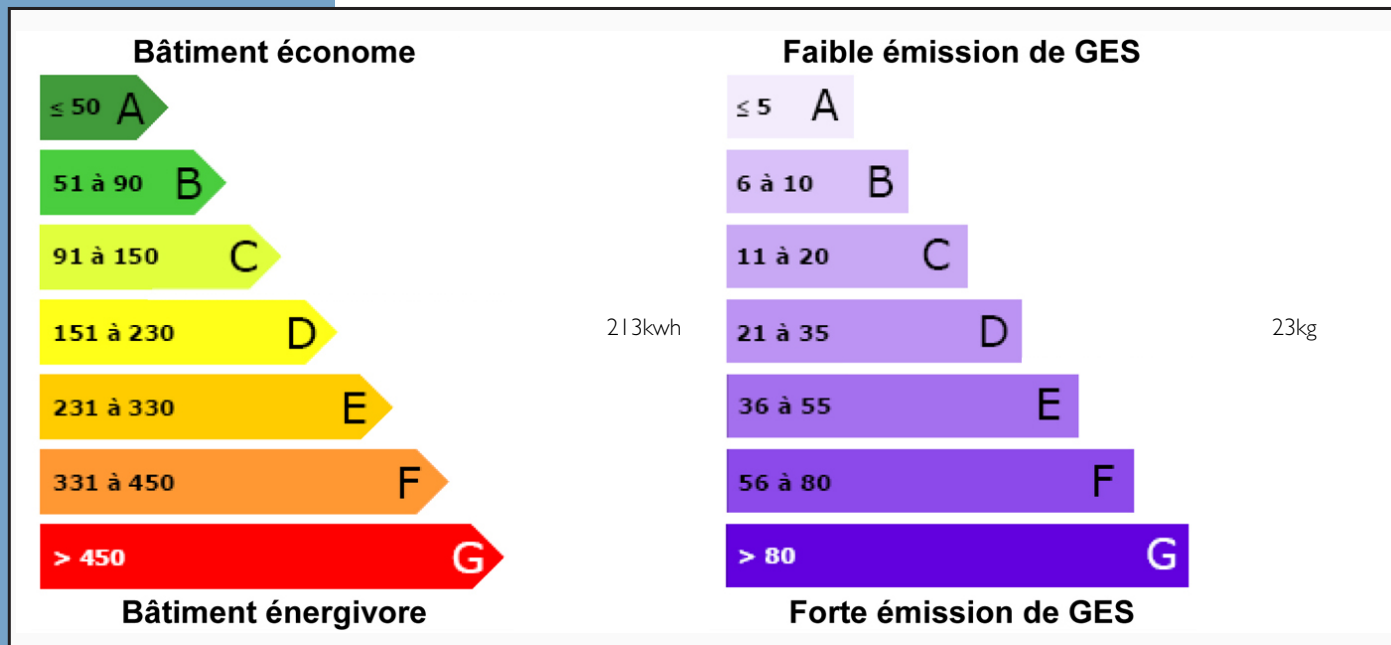 Bâtiment économe
≤ 50 A
51 à 90 B
91 à 150 C
151 à 230 D
213kwh
231 à 330 E
331 à 450 F
> 450 G
Bâtiment énergivore
Faible émission de GES
≤ 5 A
6 à 10 B
11 à 20 C
21 à 35 D
23kg
36 à 55 E
56 à 80 F
> 80 G
Forte émission de GES